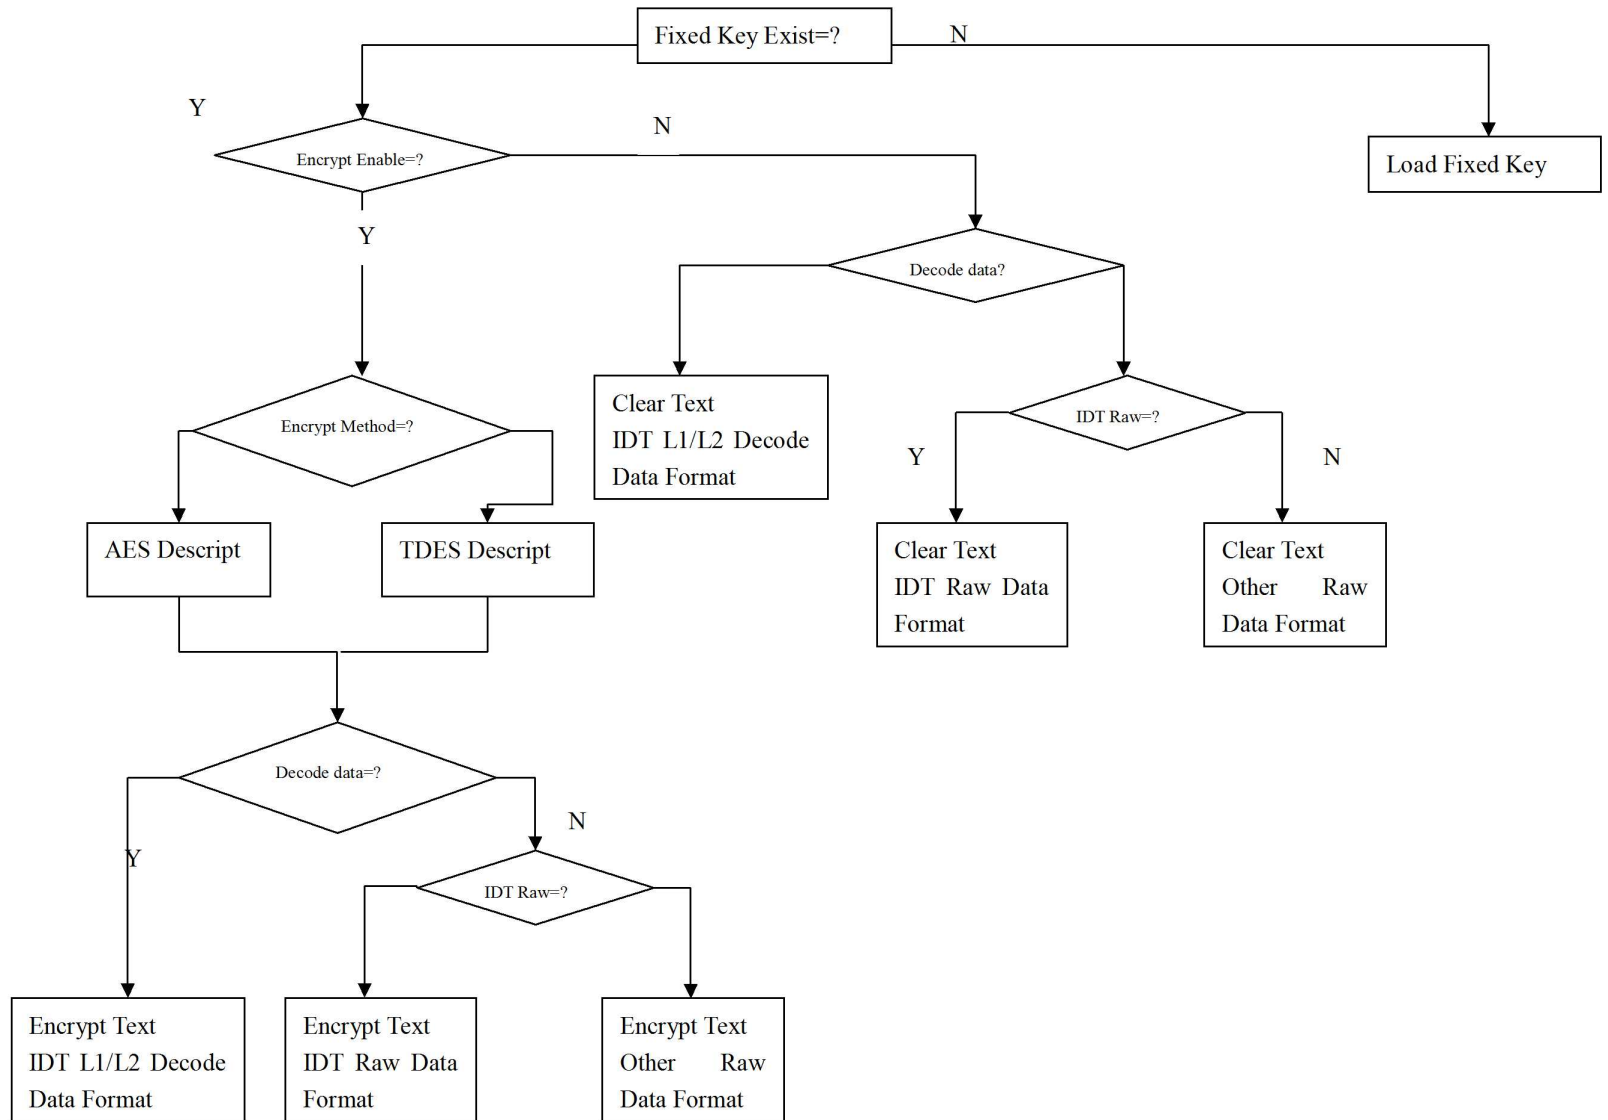 Fixed Key Exist=?
N
Y
N
Encrypt Enable=?
Load Fixed Key
Y
Decode data?
Clear Text
IDT L1/L2 Decode
Data Format
IDT Raw=?
Encrypt Method=?
Y
N
AES Descript
TDES Descript
Clear Text
IDT Raw Data
Format
Clear Text
Other Raw
Data Format
Decode data=?
N
Y
IDT Raw=?
Encrypt Text
IDT L1/L2 Decode
Data Format
Encrypt Text
IDT Raw Data
Format
Encrypt Text
Other Raw
Data Format